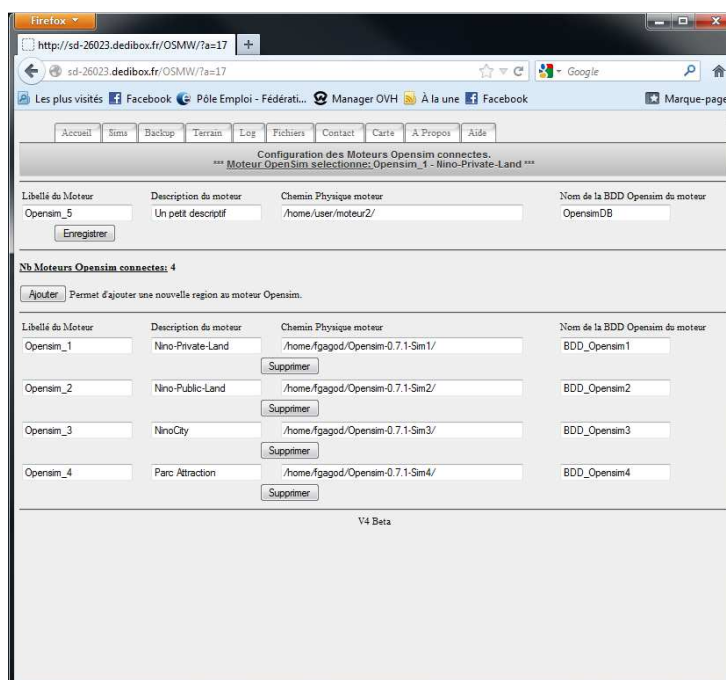 Firefox
http://sd-26023.dedibox.fr/OSMW/?a=17 +
sd-26023.dedibox.fr/OSMW/?a=17 Google
Les plus visités Facebook Pôle Emploi - Fédérati... Manager OVH À la une Facebook Marque-page
Accueil Sims Backup Terrain Log Fichiers Contact Carte A Propos Aide
Configuration des Moteurs Opensim connectes.
*** Moteur OpenSim selectionne: Opensim_1 - Nino-Private-Land ***
Libellé du Moteur Description du moteur Chemin Physique moteur Nom de la BDD Opensim du moteur
Opensim_5 Un petit descriptif /home/user/moteur2/ OpensimDB
Enregistrer
Nb Moteurs Opensim connectes: 4
Ajouter Permet d'ajouter une nouvelle region au moteur Opensim.
Libellé du Moteur Description du moteur Chemin Physique moteur Nom de la BDD Opensim du moteur
Opensim_1 Nino-Private-Land /home/fgagod/Opensim-0.7.1-Sim1/ BDD_Opensim1
Supprimer
Opensim_2 Nino-Public-Land /home/fgagod/Opensim-0.7.1-Sim2/ BDD_Opensim2
Supprimer
Opensim_3 NinoCity /home/fgagod/Opensim-0.7.1-Sim3/ BDD_Opensim3
Supprimer
Opensim_4 Parc Attraction /home/fgagod/Opensim-0.7.1-Sim4/ BDD_Opensim4
Supprimer
V4 Beta